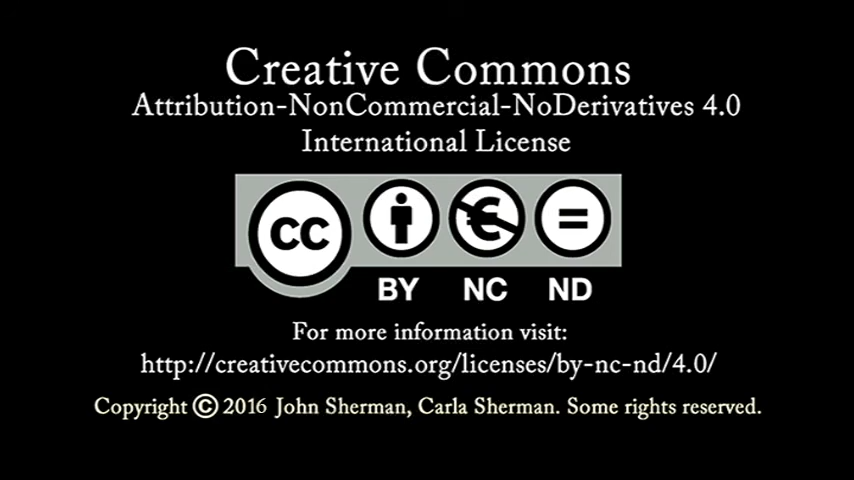 Creative Commons
Attribution-NonCommercial-NoDerivatives 4.0
International License
cc
BY NC ND
For more information visit:
http://creativecommons.org/licenses/by-nc-nd/4.0/
Copyright © 2016 John Sherman, Carla Sherman. Some rights reserved.